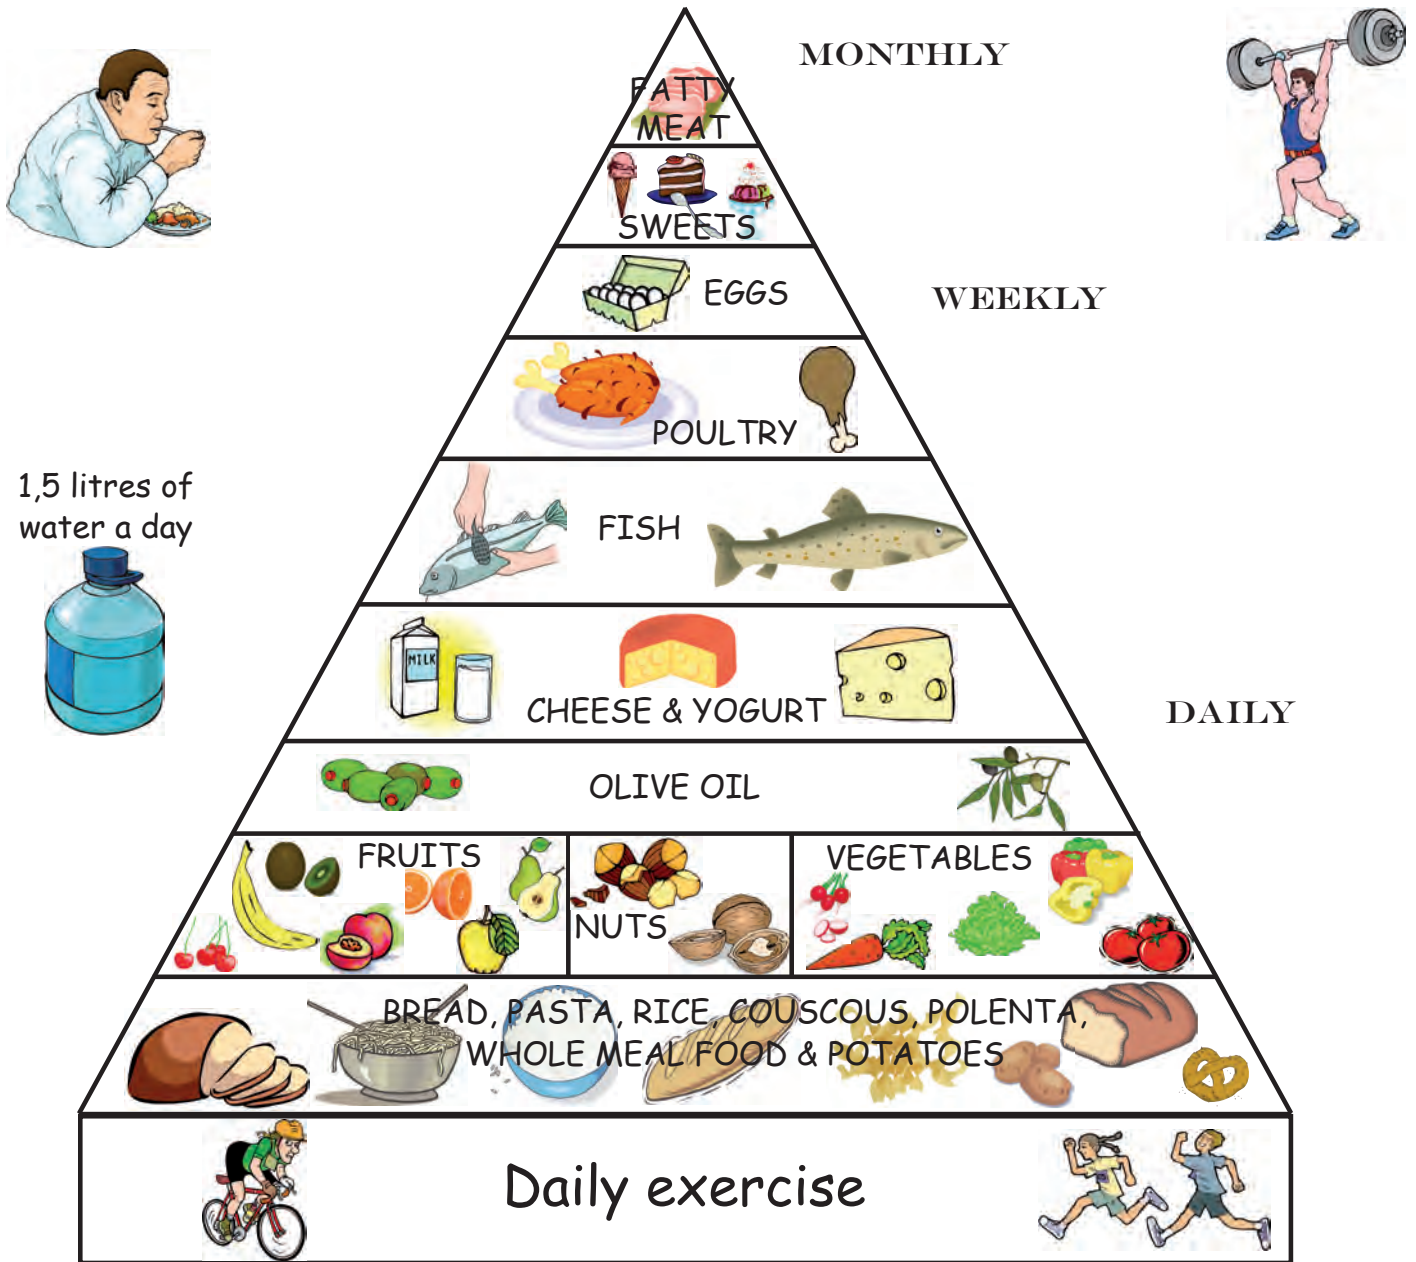 MONTHLY
FATTY
MEAT
SWEETS
EGGS
WEEKLY
POULTRY
1,5 litres of
water a day
FISH
MILK
CHEESE & YOGURT
DAILY
OLIVE OIL
FRUITS
NUTS
VEGETABLES
BREAD, PASTA, RICE, COUSCOUS, POLENTA,
WHOLE MEAL FOOD & POTATOES
Daily exercise